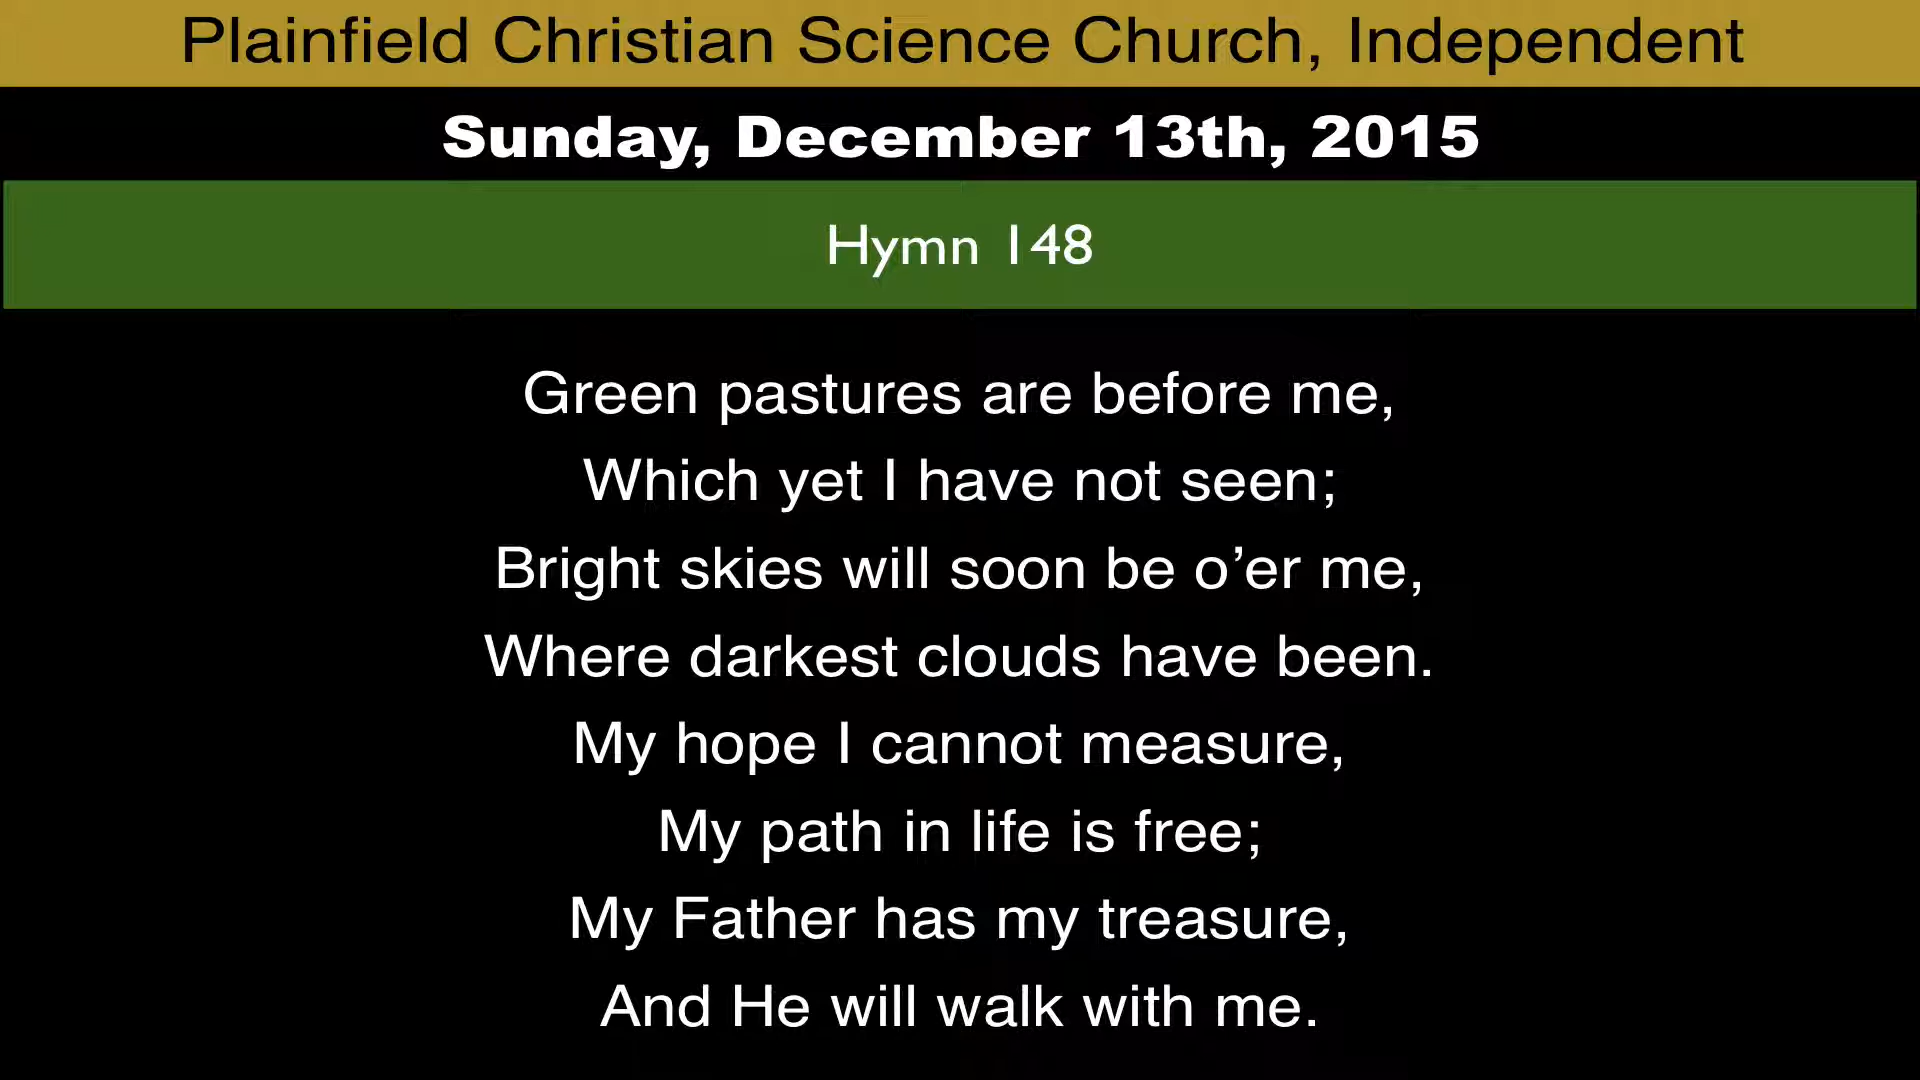 Plainfield Christian Science Church, Independent
Sunday, December 13th, 2015
Hymn 148
Green pastures are before me,
Which yet I have not seen;
Bright skies will soon be o’er me,
Where darkest clouds have been.
My hope I cannot measure,
My path in life is free;
My Father has my treasure,
And He will walk with me.